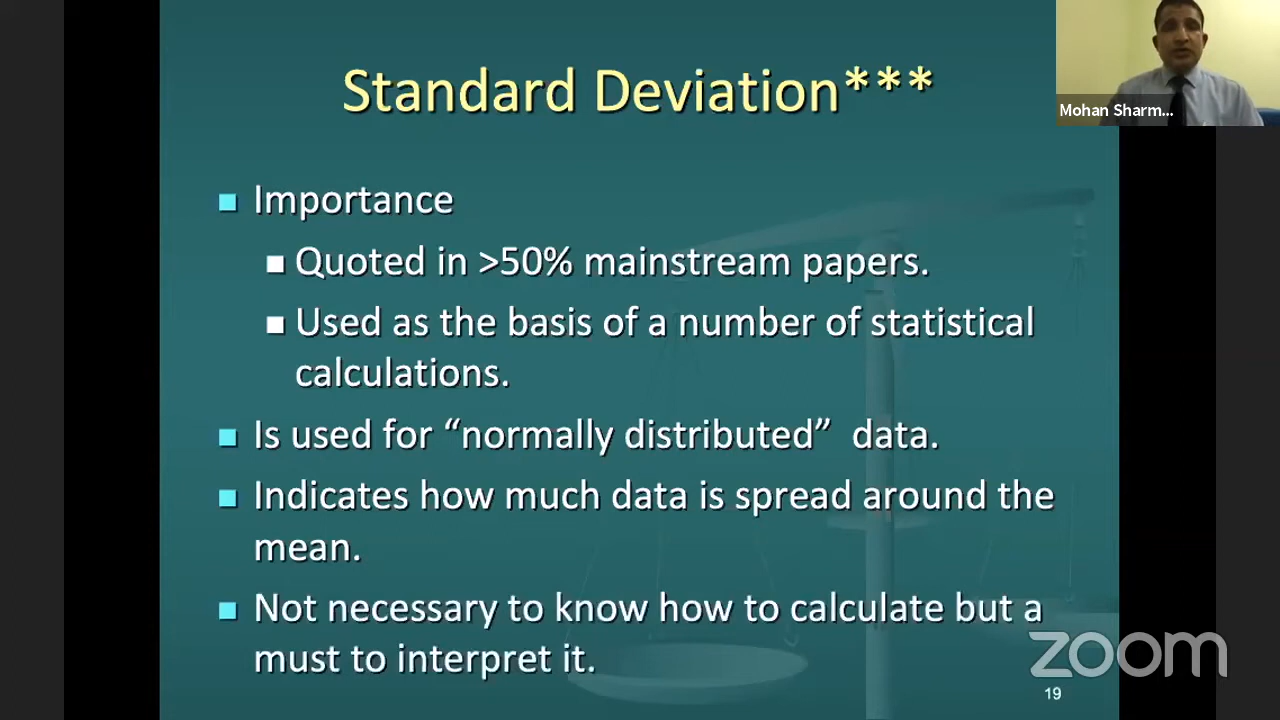 Standard Deviation***
Mohan Sharm...
Importance
Quoted in >50% mainstream papers.
Used as the basis of a number of statistical
calculations.
Is used for “normally distributed”  data.
Indicates how much data is spread around the
mean.
Not necessary to know how to calculate but a
must to interpret it.
zoom
19